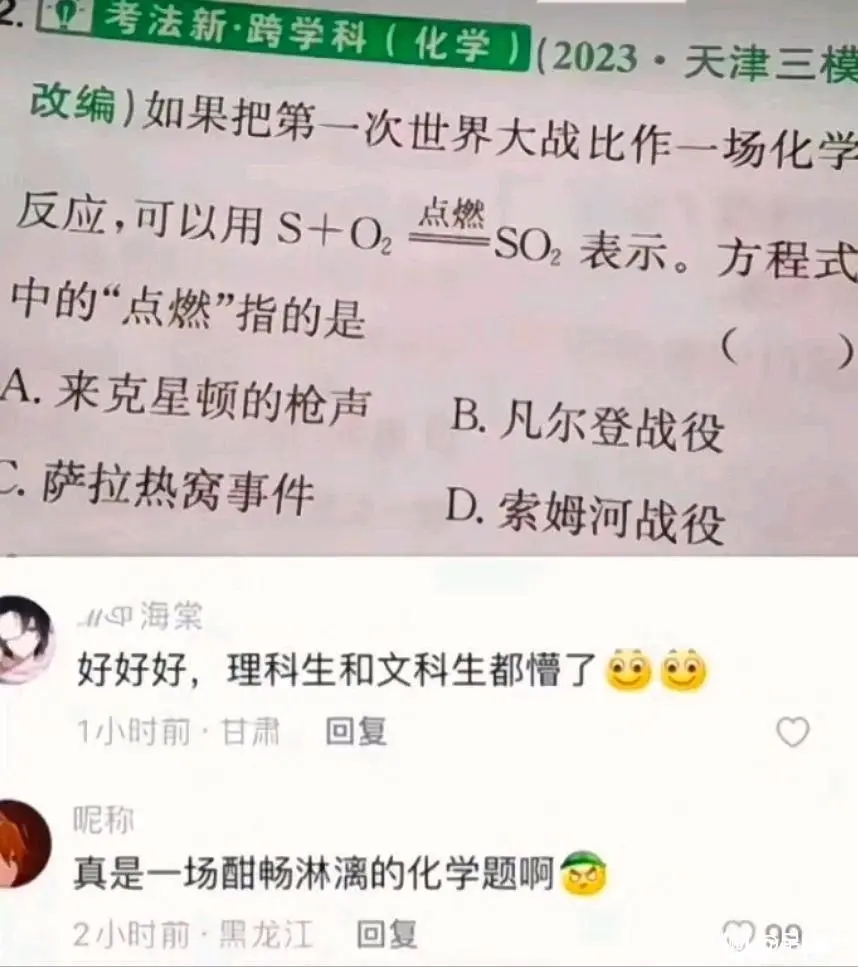 2. 考法新·跨学科(化学)(2023·天津三模
改编)如果把第一次世界大战比作一场化学
反应,可以用 S+O₂ 点燃 SO₂ 表示。方程式
中的“点燃”指的是 ( )
A. 来克星顿的枪声 B. 凡尔登战役
C. 萨拉热窝事件 D. 索姆河战役
海棠
好好好，理科生和文科生都懵了
1小时前·甘肃 回复
昵称
真是一场酣畅淋漓的化学题啊
2小时前·黑龙江 回复
99